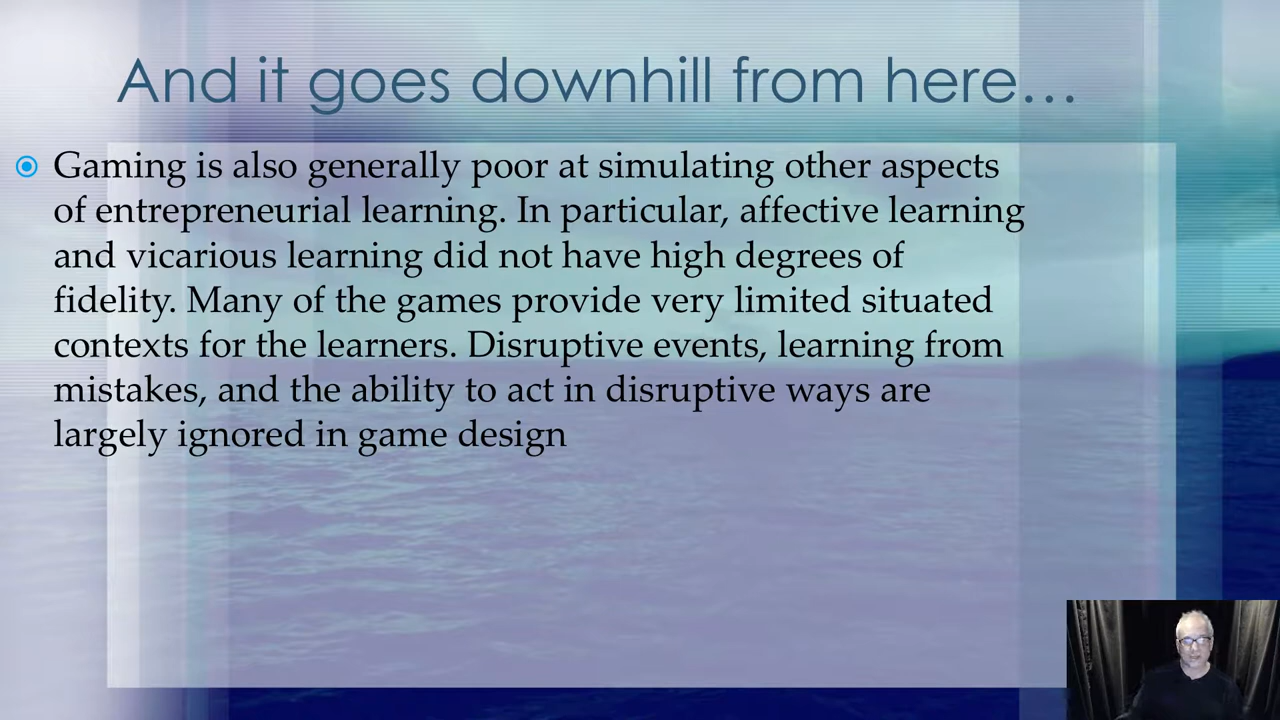 And it goes downhill from here…
Gaming is also generally poor at simulating other aspects
of entrepreneurial learning. In particular, affective learning
and vicarious learning did not have high degrees of
fidelity. Many of the games provide very limited situated
contexts for the learners. Disruptive events, learning from
mistakes, and the ability to act in disruptive ways are
largely ignored in game design